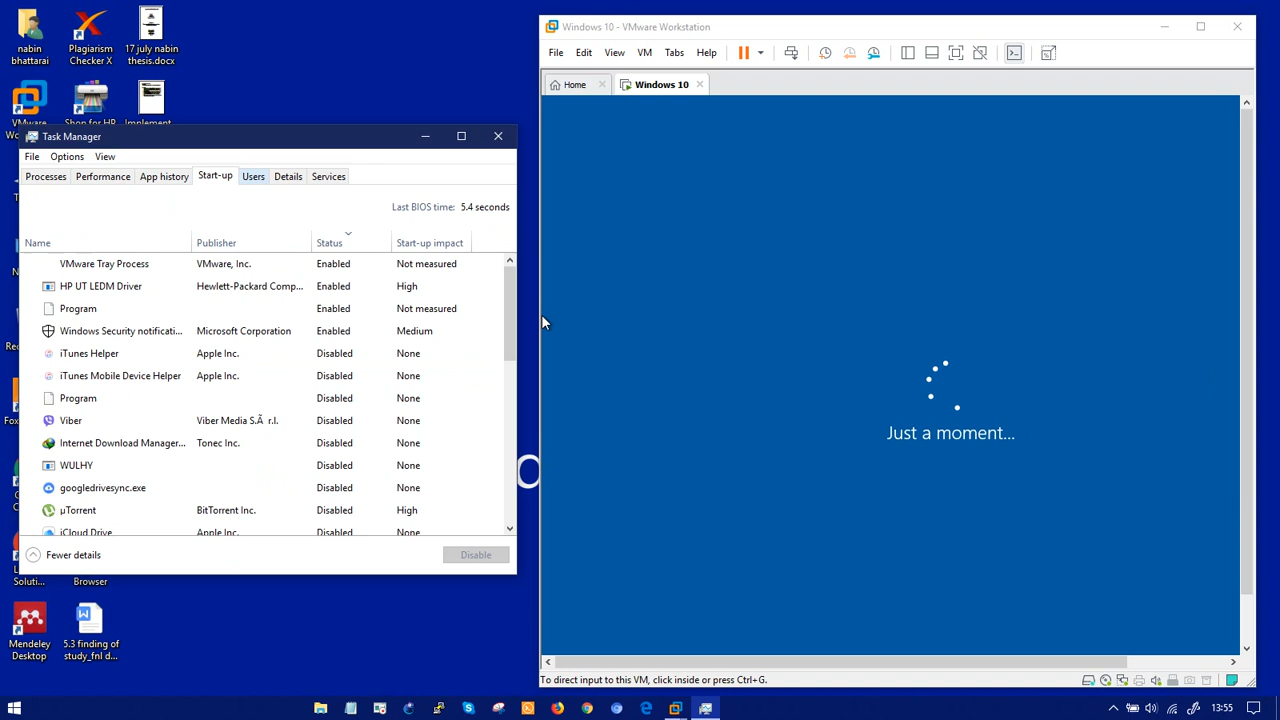 nabin
bhattarai
Plagiarism
Checker X
17 july nabin
thesis.docx
VMware
Shop for HP
Implement
Mendeley
Desktop
5.3 finding of
study_fnl d...
Soluti...
Browser
Task Manager
File Options View
Processes Performance App history Start-up Users Details Services
Last BIOS time: 5.4 seconds
Name Publisher Status Start-up impact
VMware Tray Process VMware, Inc. Enabled Not measured
HP UT LEDM Driver Hewlett-Packard Comp... Enabled High
Program Enabled Not measured
Windows Security notificati... Microsoft Corporation Enabled Medium
iTunes Helper Apple Inc. Disabled None
iTunes Mobile Device Helper Apple Inc. Disabled None
Program Disabled None
Viber Viber Media S.Ã r.l. Disabled None
Internet Download Manager... Tonec Inc. Disabled None
WULHY Disabled None
googledrivesync.exe Disabled None
µTorrent BitTorrent Inc. Disabled High
iCloud Drive Apple Inc. Disabled None
Fewer details Disable
Windows 10 - VMware Workstation
File Edit View VM Tabs Help
Home Windows 10
Just a moment...
To direct input to this VM, click inside or press Ctrl+G.
13:55